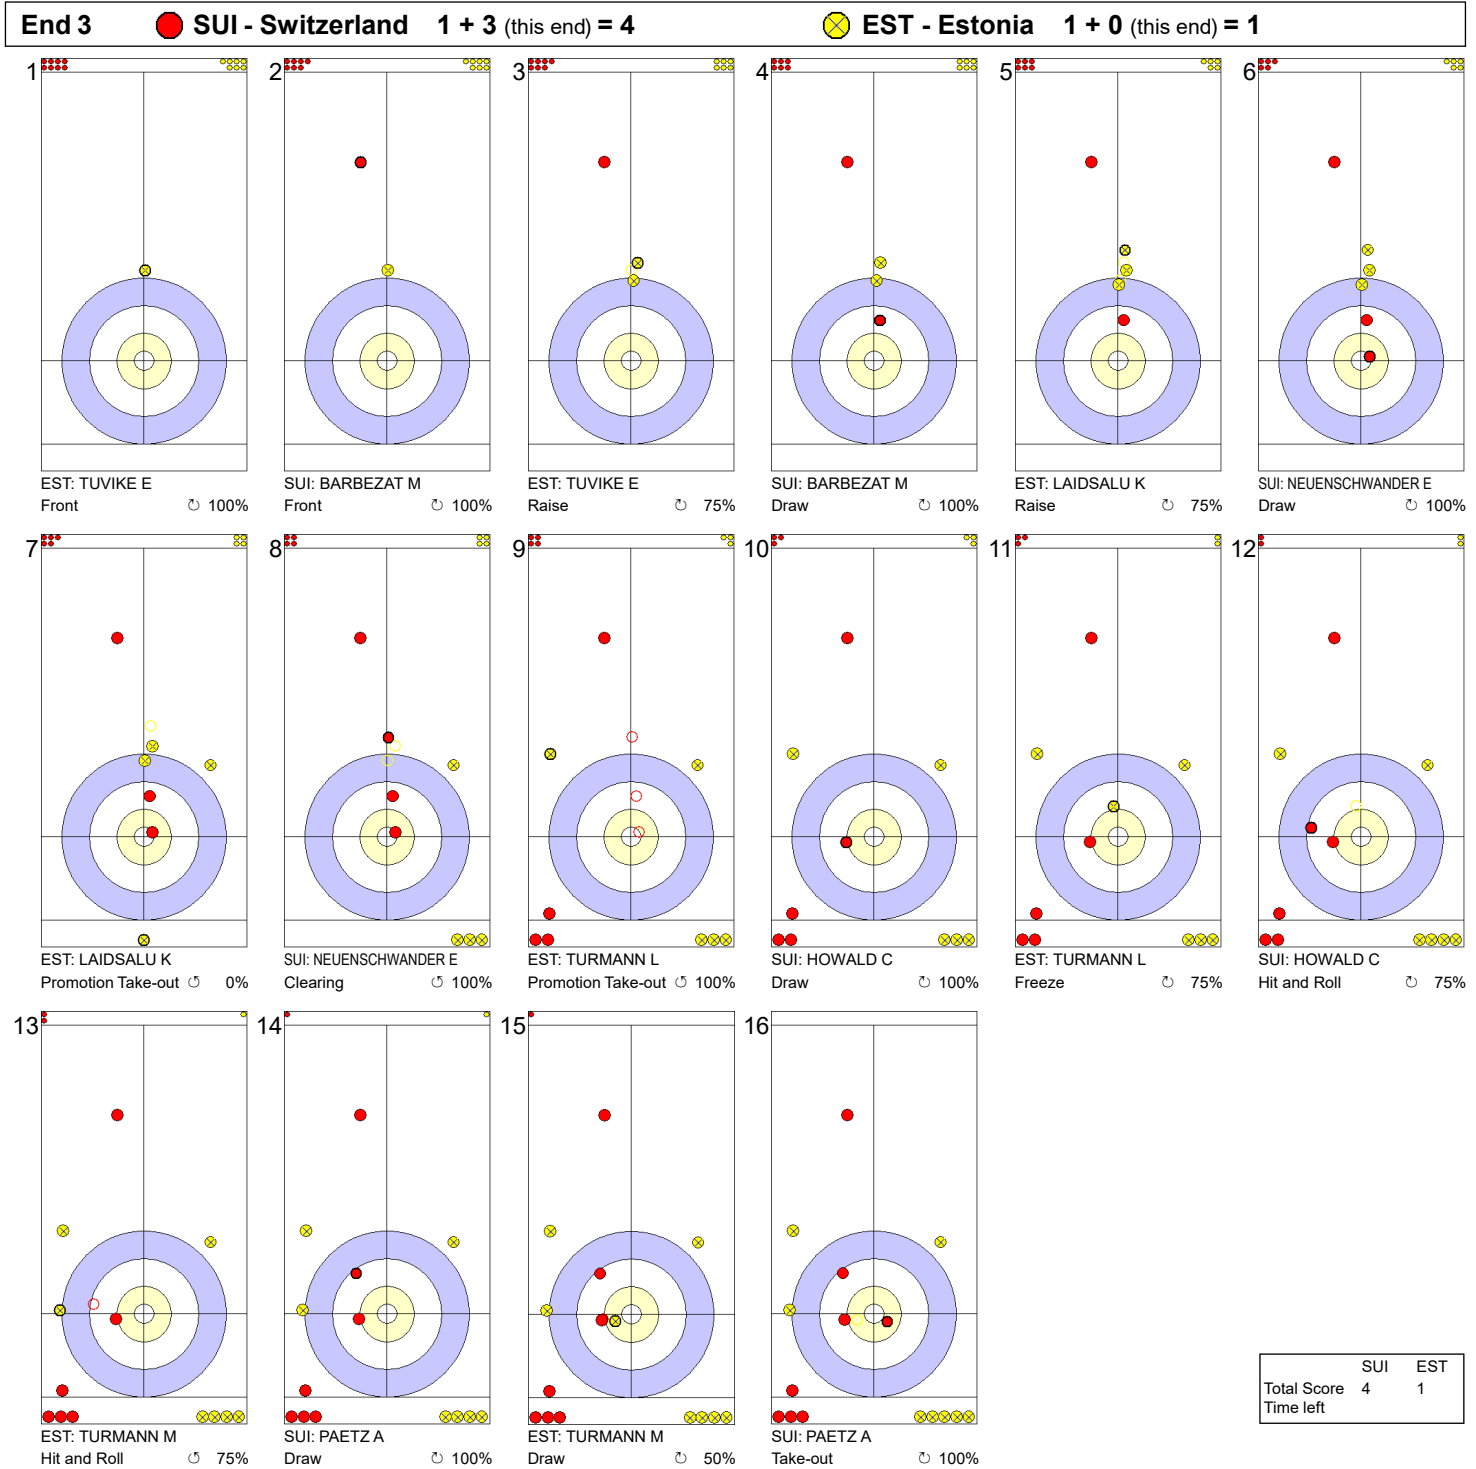 End 3 SUI - Switzerland 1 + 3 (this end) = 4 EST - Estonia 1 + 0 (this end) = 1
1 2 3 4 5 6
EST: TUVIKE E SUI: BARBEZAT M EST: TUVIKE E SUI: BARBEZAT M EST: LAIDSALU K SUI: NEUENSCHWANDER E
Front ↻ 100% Front ↻ 100% Raise ↻ 75% Draw ↻ 100% Raise ↻ 75% Draw ↻ 100%
7 8 9 10 11 12
EST: LAIDSALU K SUI: NEUENSCHWANDER E EST: TURMANN L SUI: HOWALD C EST: TURMANN L SUI: HOWALD C
Promotion Take-out ↺ 0% Clearing ↺ 100% Promotion Take-out ↺ 100% Draw ↻ 100% Freeze ↻ 75% Hit and Roll ↻ 75%
13 14 15 16
SUI EST
Total Score 4 1
Time left
EST: TURMANN M SUI: PAETZ A EST: TURMANN M SUI: PAETZ A
Hit and Roll ↺ 75% Draw ↻ 100% Draw ↻ 50% Take-out ↻ 100%